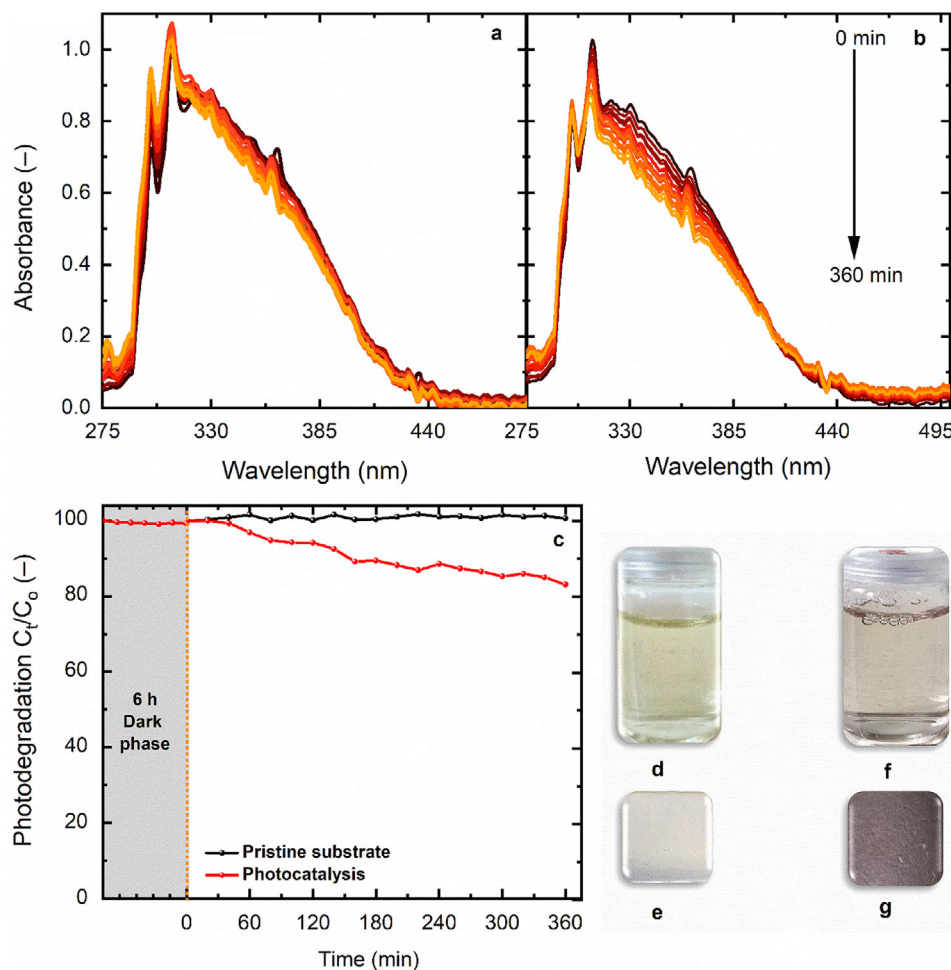 a
b
0 min
360 min
Absorbance (–)
1.0
0.8
0.6
0.4
0.2
0.0
275 330 385 440 275 330 385 440 495
Wavelength (nm) Wavelength (nm)
c
Photodegradation Cₜ/Cₒ (–)
100
80
60
40
20
0
6 h
Dark
phase
Pristine substrate
Photocatalysis
0 60 120 180 240 300 360
Time (min)
d f
e g